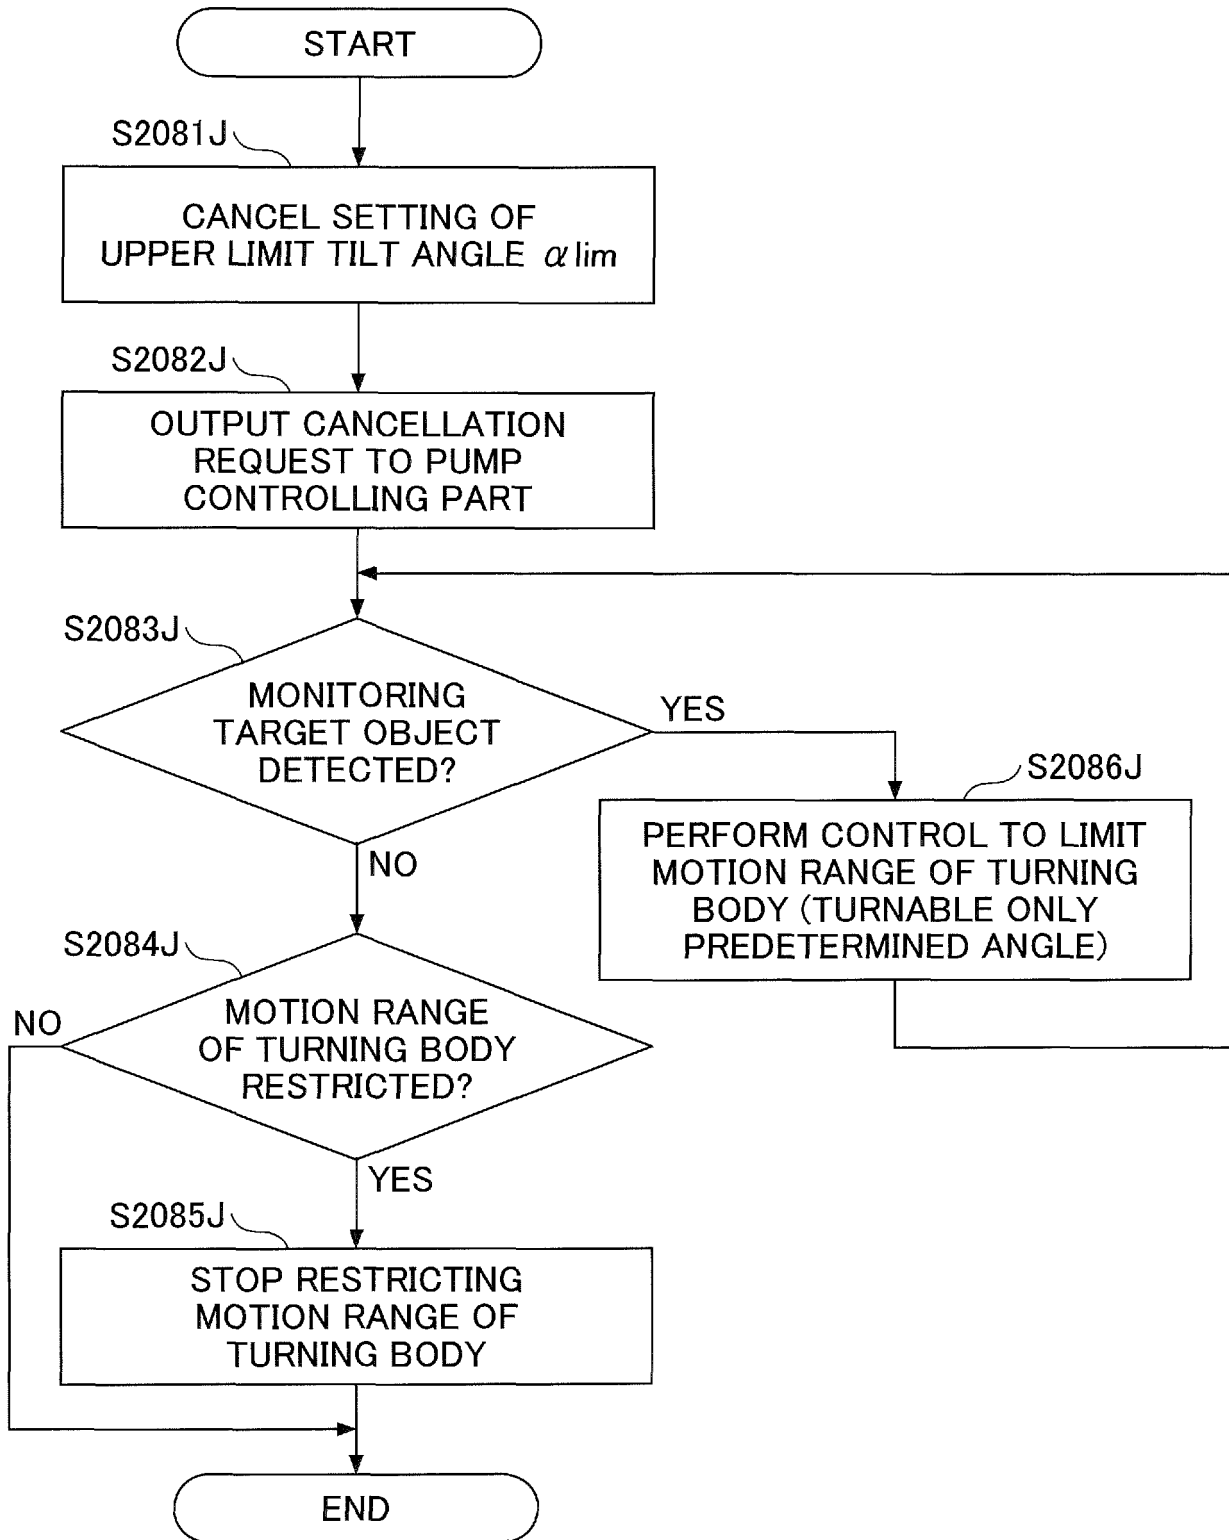 START
S2081J
CANCEL SETTING OF
UPPER LIMIT TILT ANGLE α lim
S2082J
OUTPUT CANCELLATION
REQUEST TO PUMP
CONTROLLING PART
S2083J
MONITORING
TARGET OBJECT
DETECTED?
YES
NO
S2086J
PERFORM CONTROL TO LIMIT
MOTION RANGE OF TURNING
BODY (TURNABLE ONLY
PREDETERMINED ANGLE)
S2084J
MOTION RANGE
OF TURNING BODY
RESTRICTED?
NO
YES
S2085J
STOP RESTRICTING
MOTION RANGE OF
TURNING BODY
END